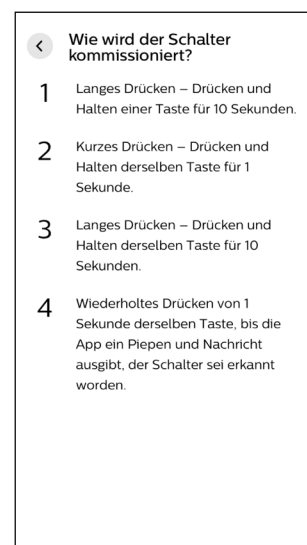 Wie wird der Schalter
kommissioniert?
1 Langes Drücken – Drücken und
Halten einer Taste für 10 Sekunden.
2 Kurzes Drücken – Drücken und
Halten derselben Taste für 1
Sekunde.
3 Langes Drücken – Drücken und
Halten derselben Taste für 10
Sekunden.
4 Wiederholtes Drücken von 1
Sekunde derselben Taste, bis die
App ein Piepen und Nachricht
ausgibt, der Schalter sei erkannt
worden.